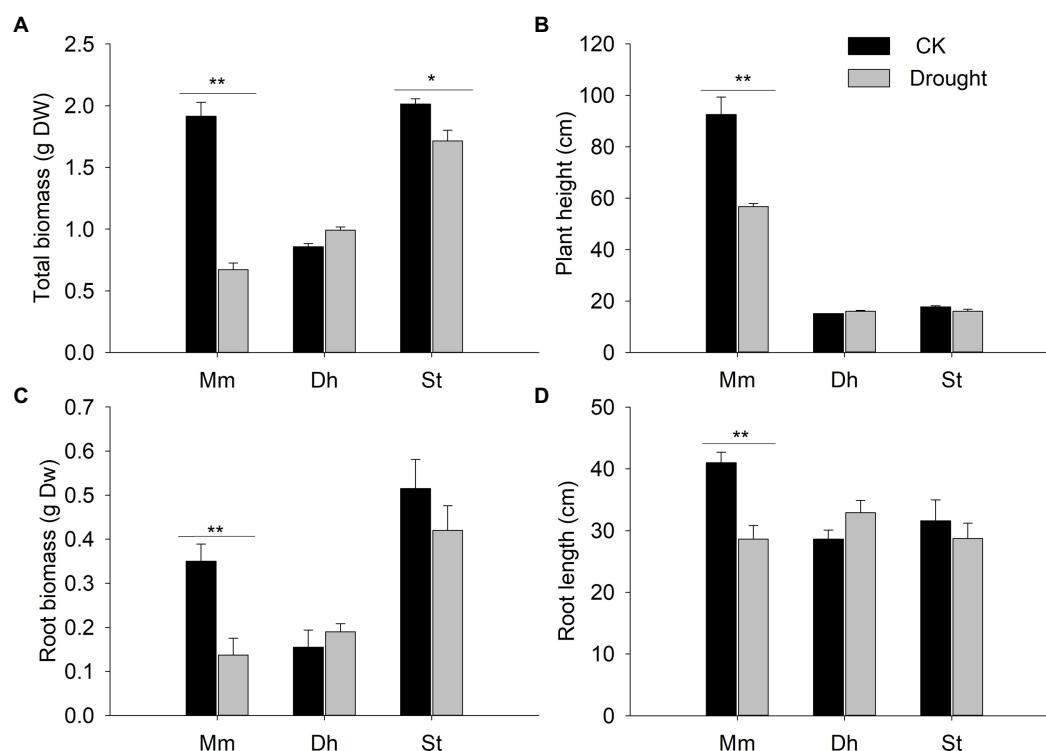 A
Total biomass (g DW)
2.5
2.0
1.5
1.0
0.5
0.0
**
*
Mm
Dh
St
B
Plant height (cm)
120
100
80
60
40
20
0
**
CK
Drought
Mm
Dh
St
C
Root biomass (g Dw)
0.7
0.6
0.5
0.4
0.3
0.2
0.1
0.0
**
Mm
Dh
St
D
Root length (cm)
50
40
30
20
10
0
**
Mm
Dh
St